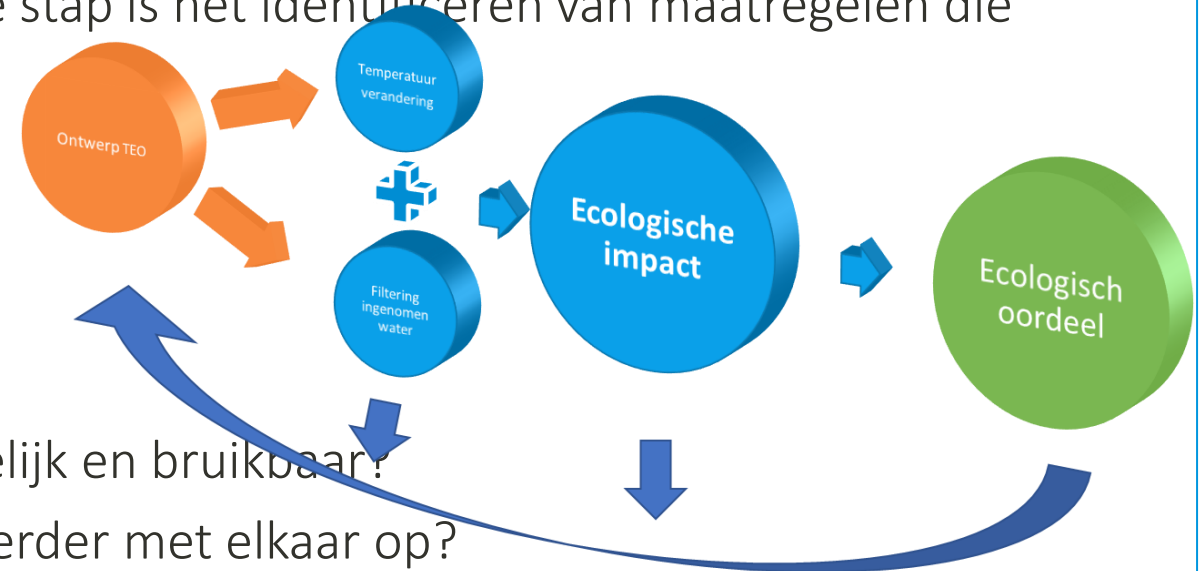 stap is het identificeren van maatregelen die
Temperatuur
verandering
Ontwerp TEO
Ecologische
impact
Ecologisch
oordeel
Filtering
ingenomen
water
elijk en bruikbaar?
erder met elkaar op?